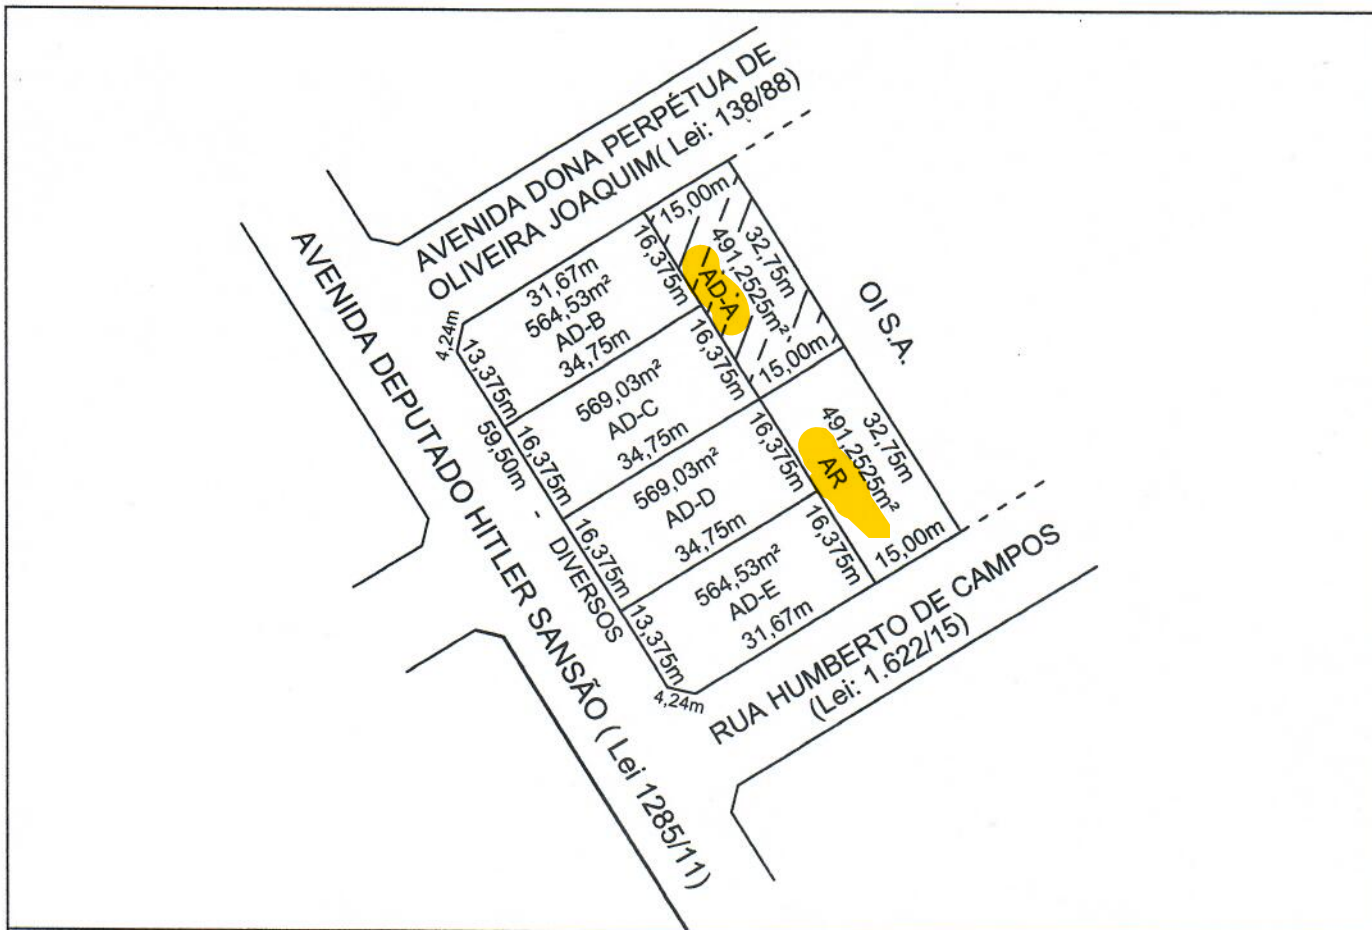 AVENIDA DONA PERPÉTUA DE
OLIVEIRA JOAQUIM( Lei: 138/88)
AVENIDA DEPUTADO HITLER SANSÃO ( Lei 1285/11)
15,00m
32,75m
491,2525m²
AD-A
16,375m
16,375m
15,00m
OI S.A.
31,67m
564,53m²
AD-B
34,75m
4,24m
13,375m
569,03m²
AD-C
34,75m
16,375m
59,50m - DIVERSOS
569,03m²
AD-D
34,75m
16,375m
16,375m
564,53m²
AD-E
31,67m
13,375m
16,375m
4,24m
32,75m
491,2525m²
AR
15,00m
RUA HUMBERTO DE CAMPOS
(Lei: 1.622/15)